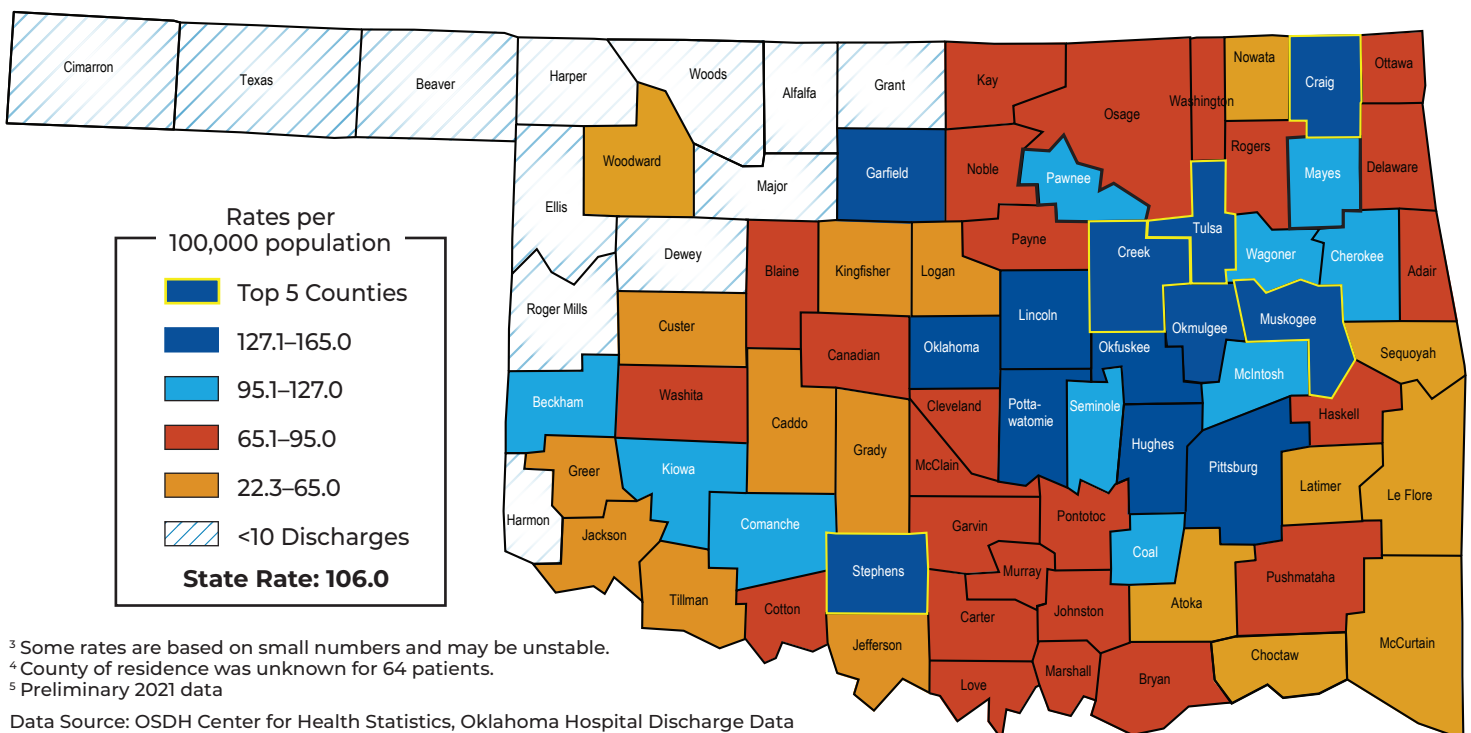 Cimarron
Texas
Beaver
Harper
Woods
Alfalfa
Grant
Kay
Osage
Washington
Nowata
Craig
Ottawa
Woodward
Ellis
Major
Garfield
Noble
Pawnee
Rogers
Mayes
Delaware
Dewey
Blaine
Kingfisher
Logan
Payne
Creek
Tulsa
Wagoner
Cherokee
Adair
Roger Mills
Custer
Canadian
Oklahoma
Lincoln
Okfuskee
Okmulgee
Muskogee
Sequoyah
Beckham
Washita
Caddo
Grady
Cleveland
McClain
Potta-
watomie
Seminole
Hughes
McIntosh
Pittsburg
Haskell
Latimer
Le Flore
Harmon
Greer
Kiowa
Jackson
Comanche
Stephens
Garvin
Murray
Pontotoc
Coal
Atoka
Pushmataha
McCurtain
Tillman
Cotton
Jefferson
Carter
Johnston
Love
Marshall
Bryan
Choctaw
Rates per
100,000 population
Top 5 Counties
127.1–165.0
95.1–127.0
65.1–95.0
22.3–65.0
<10 Discharges
State Rate: 106.0
³ Some rates are based on small numbers and may be unstable.
⁴ County of residence was unknown for 64 patients.
⁵ Preliminary 2021 data
Data Source: OSDH Center for Health Statistics, Oklahoma Hospital Discharge Data